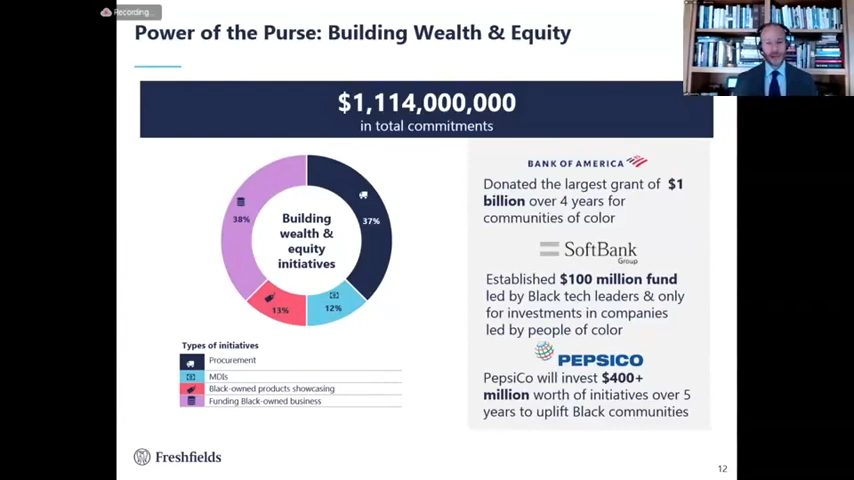 Recording...
Power of the Purse: Building Wealth & Equity
$1,114,000,000
in total commitments
38%
37%
13%
12%
Building
wealth &
equity
initiatives
Types of initiatives
Procurement
MDIs
Black-owned products showcasing
Funding Black-owned business
BANK OF AMERICA
Donated the largest grant of $1
billion over 4 years for
communities of color
SoftBank
Group
Established $100 million fund
led by Black tech leaders & only
for investments in companies
led by people of color
PEPSICO
PepsiCo will invest $400+
million worth of initiatives over 5
years to uplift Black communities
Freshfields
12